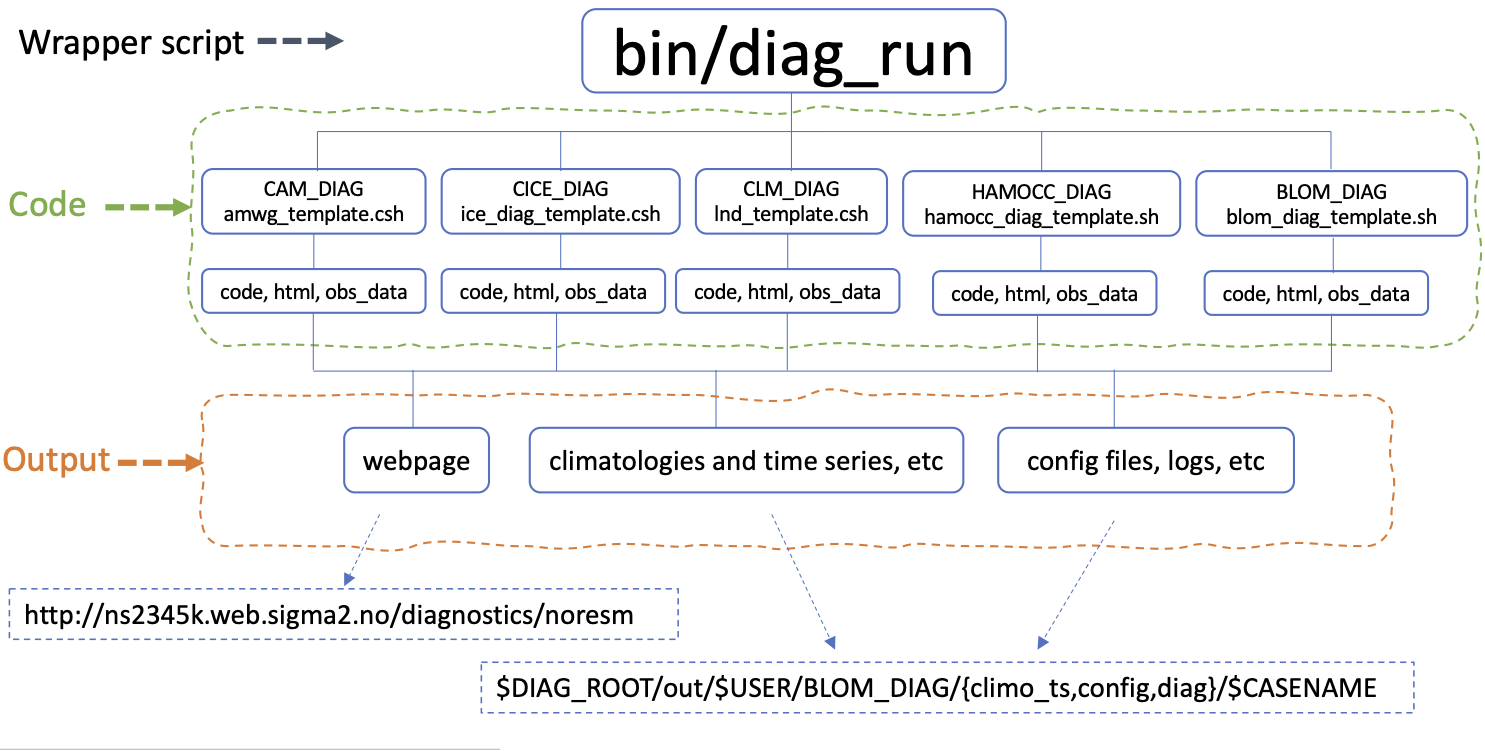 Wrapper script
bin/diag_run
Code
CAM_DIAG
amwg_template.csh
CICE_DIAG
ice_diag_template.csh
CLM_DIAG
lnd_template.csh
HAMOCC_DIAG
hamocc_diag_template.sh
BLOM_DIAG
blom_diag_template.sh
code, html, obs_data
code, html, obs_data
code, html, obs_data
code, html, obs_data
code, html, obs_data
Output
webpage
climatologies and time series, etc
config files, logs, etc
http://ns2345k.web.sigma2.no/diagnostics/noresm
$DIAG_ROOT/out/$USER/BLOM_DIAG/{climo_ts,config,diag}/$CASENAME